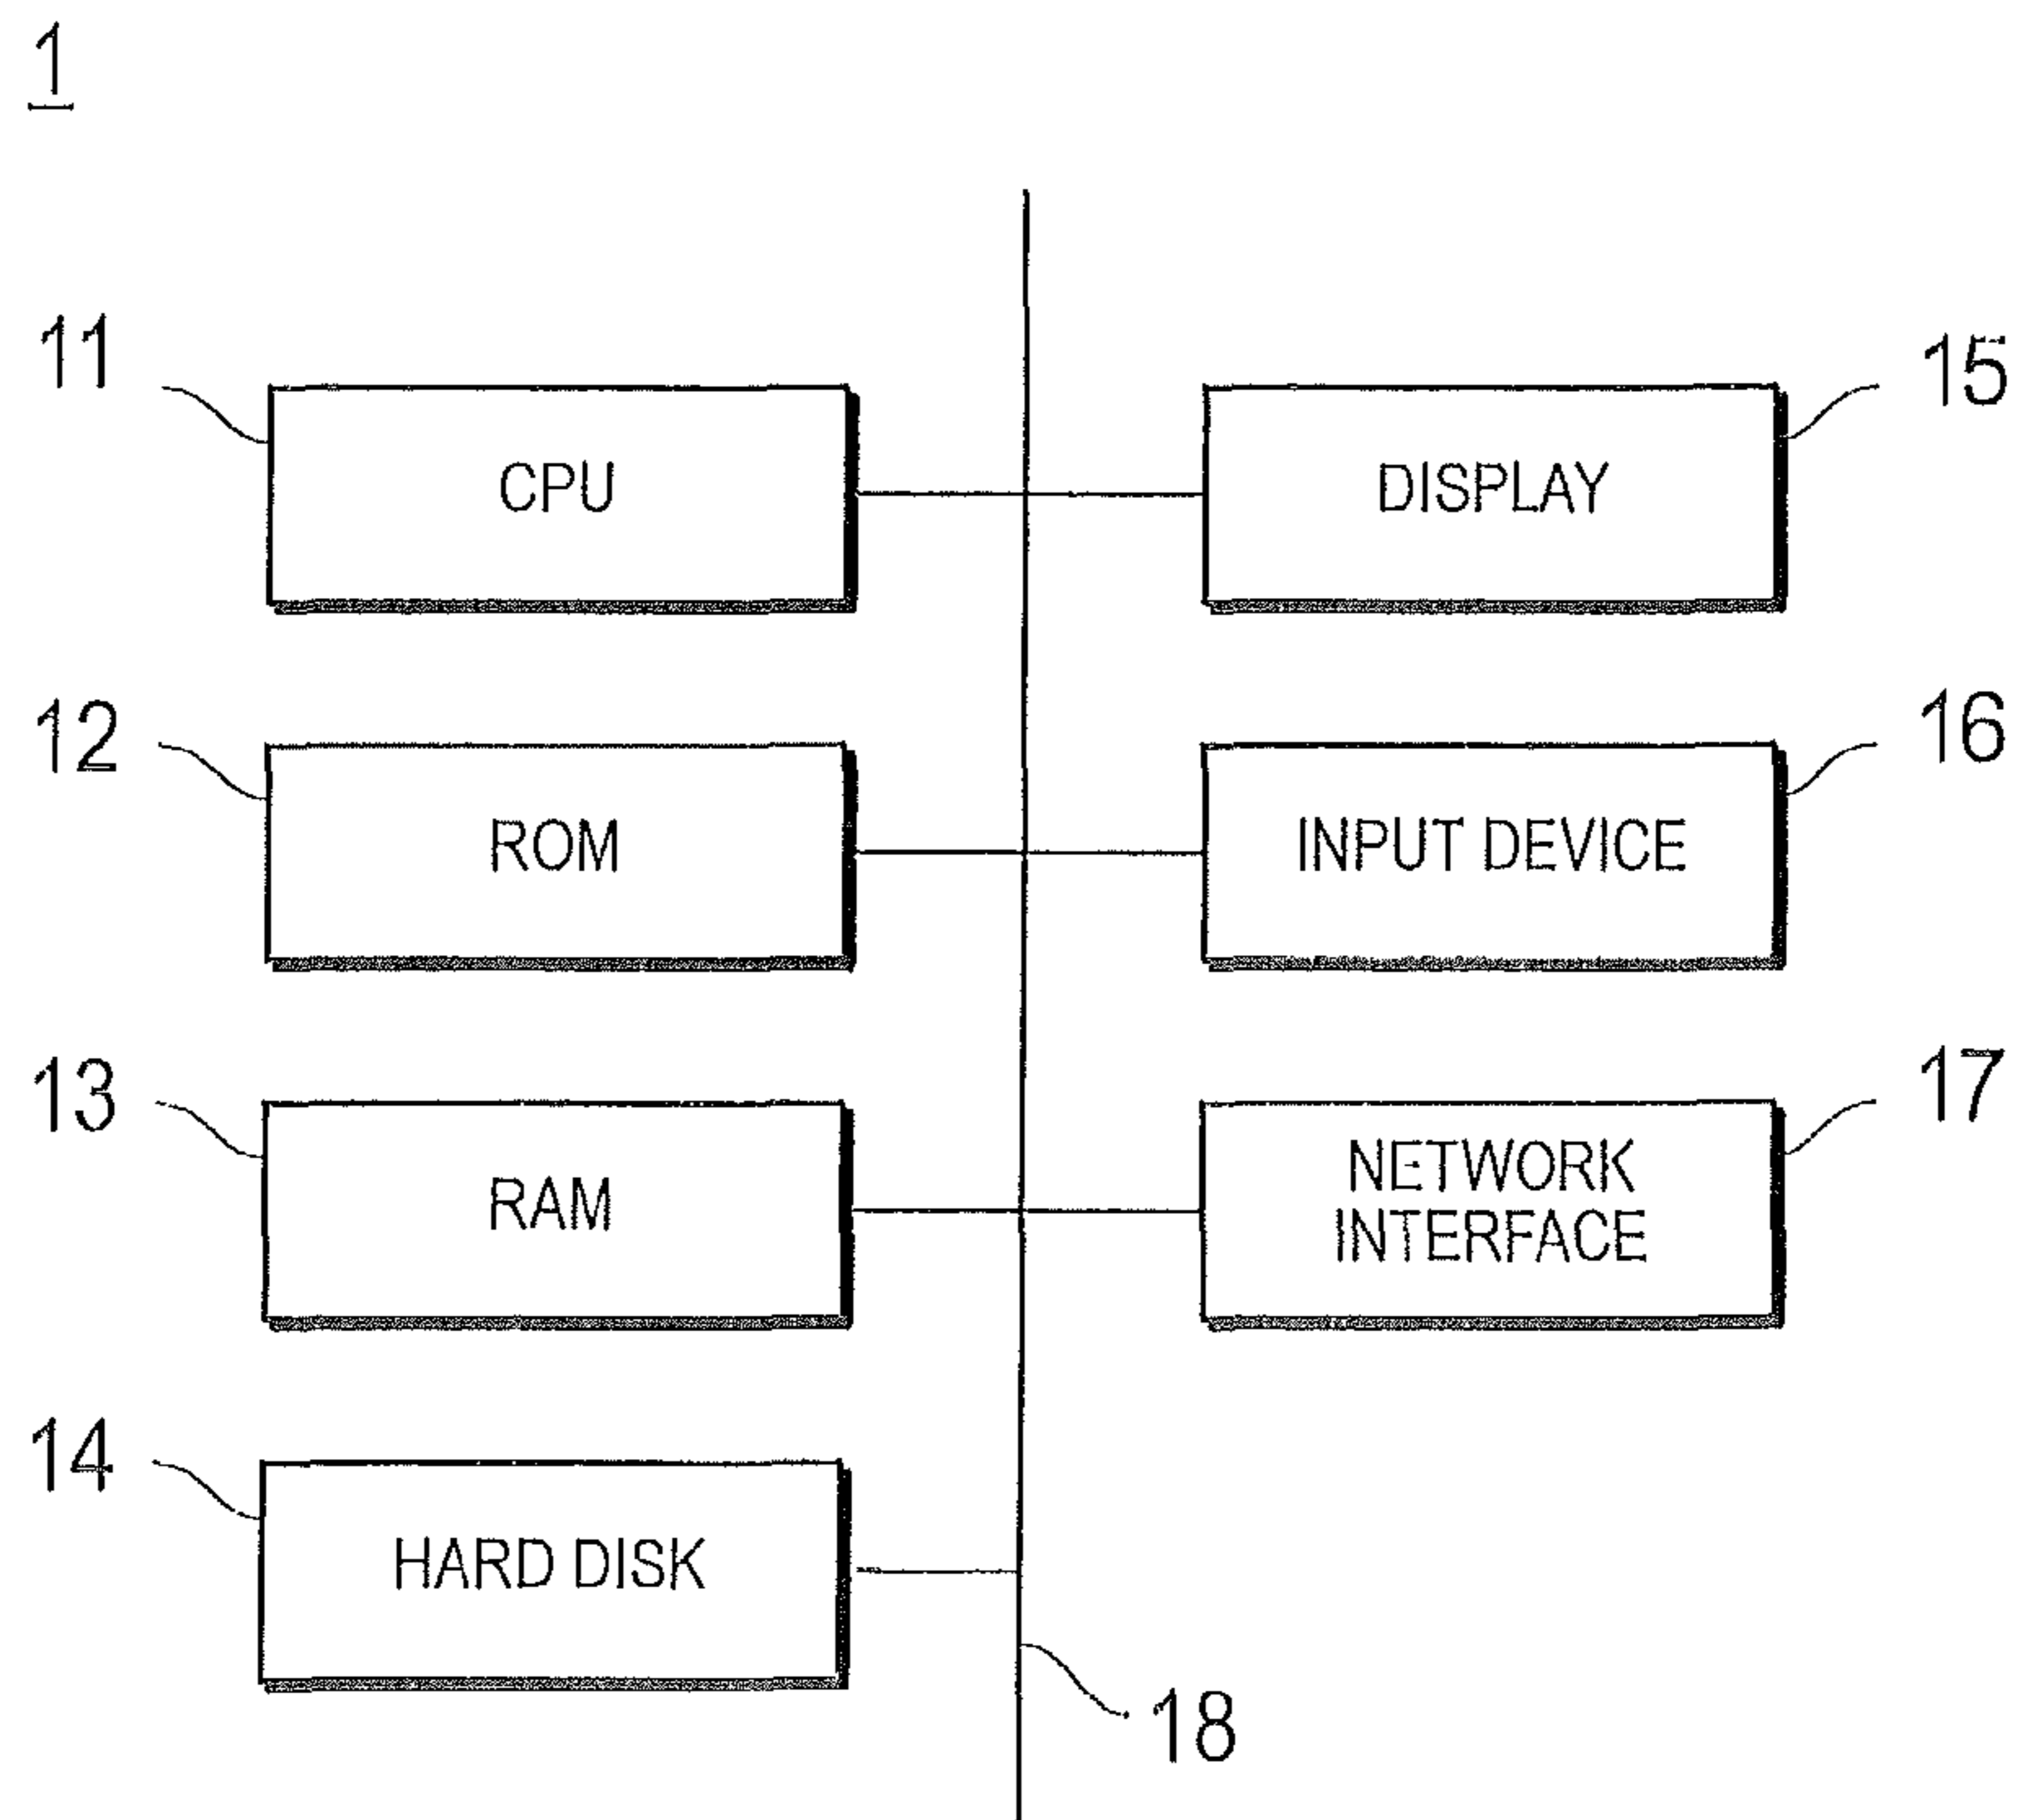 1
11
CPU
15
DISPLAY
12
ROM
16
INPUT DEVICE
13
RAM
17
NETWORK
INTERFACE
14
HARD DISK
18